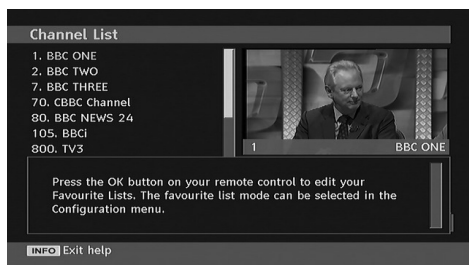 Channel List
1. BBC ONE
2. BBC TWO
7. BBC THREE
70. CBBC Channel
80. BBC NEWS 24
105. BBCi
800. TV3
1 BBC ONE
Press the OK button on your remote control to edit your
Favourite Lists. The favourite list mode can be selected in the
Configuration menu.
INFO Exit help